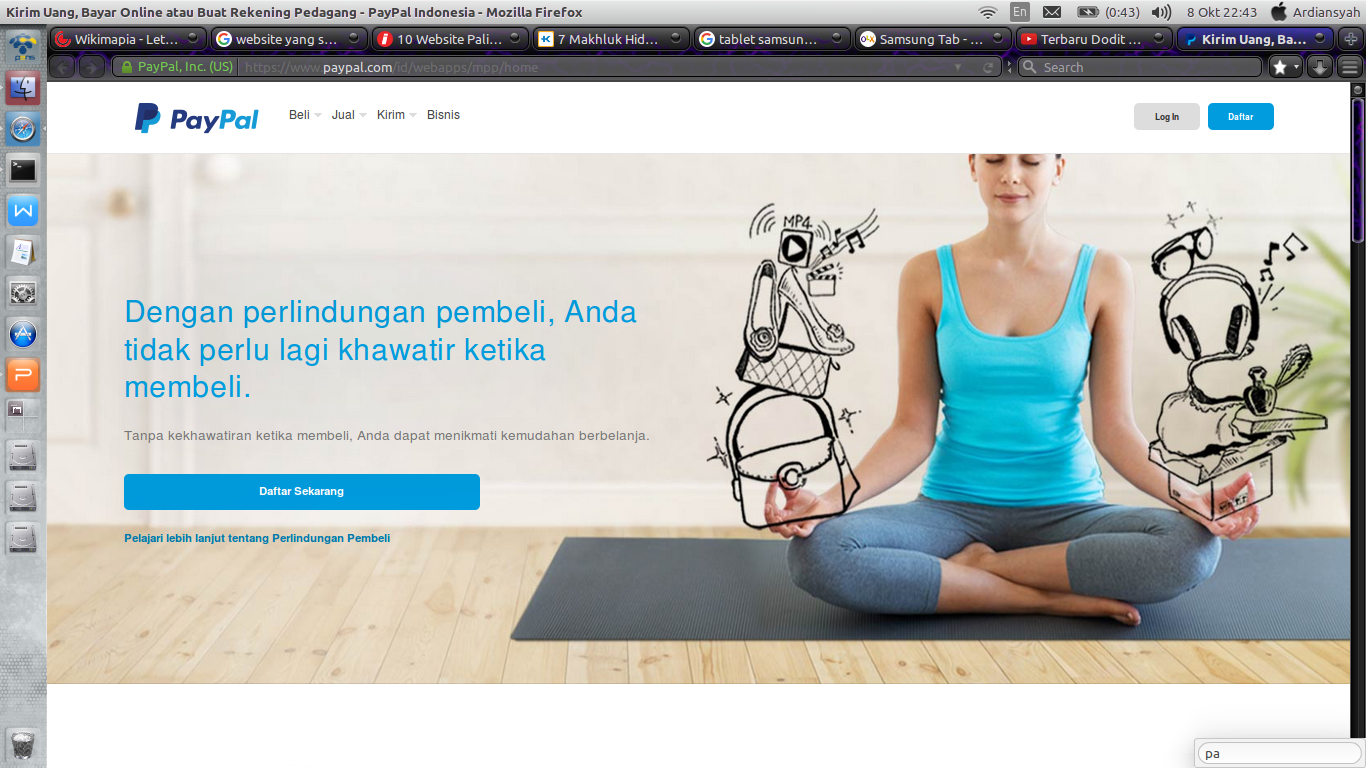 Kirim Uang, Bayar Online atau Buat Rekening Pedagang - PayPal Indonesia - Mozilla Firefox
En
(0:43)
8 Okt 22:43
Ardiansyah
Wikimapia - Let...
website yang s...
10 Website Pali...
7 Makhluk Hid...
tablet samsun...
Samsung Tab - ...
Terbaru Dodit ...
Kirim Uang, Ba...
PayPal, Inc. (US)
https://www.paypal.com/id/webapps/mpp/home
Search
PayPal
Beli
Jual
Kirim
Bisnis
Log In
Daftar
MP4
Dengan perlindungan pembeli, Anda
tidak perlu lagi khawatir ketika
membeli.
Tanpa kekhawatiran ketika membeli, Anda dapat menikmati kemudahan berbelanja.
Daftar Sekarang
Pelajari lebih lanjut tentang Perlindungan Pembeli
pa